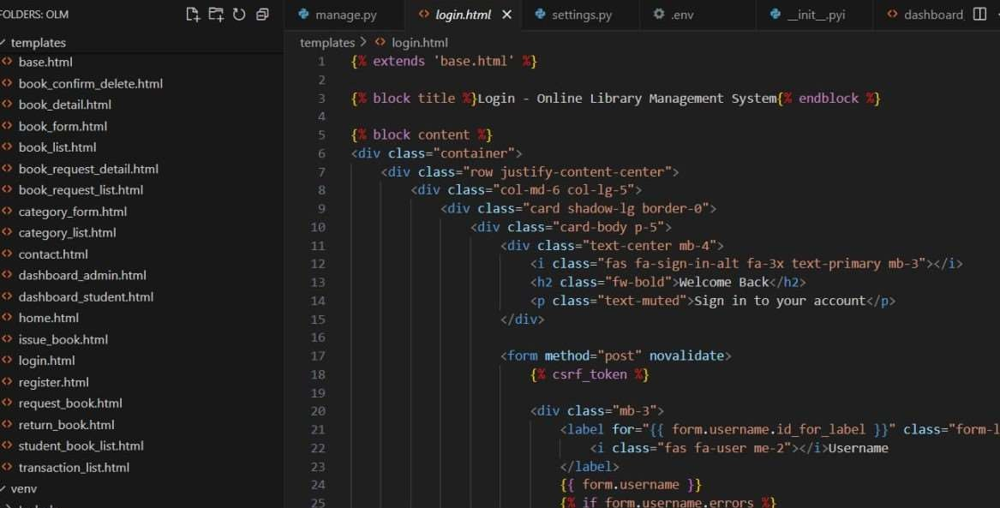 FOLDERS: OLM
templates
base.html
book_confirm_delete.html
book_detail.html
book_form.html
book_list.html
book_request_detail.html
book_request_list.html
category_form.html
category_list.html
contact.html
dashboard_admin.html
dashboard_student.html
home.html
issue_book.html
login.html
register.html
request_book.html
return_book.html
student_book_list.html
transaction_list.html
venv
manage.py
login.html
settings.py
.env
__init__.pyi
dashboard
templates > login.html
1 {% extends 'base.html' %}
2
3 {% block title %}Login - Online Library Management System{% endblock %}
4
5 {% block content %}
6 <div class="container">
7 <div class="row justify-content-center">
8 <div class="col-md-6 col-lg-5">
9 <div class="card shadow-lg border-0">
10 <div class="card-body p-5">
11 <div class="text-center mb-4">
12 <i class="fas fa-sign-in-alt fa-3x text-primary mb-3"></i>
13 <h2 class="fw-bold">Welcome Back</h2>
14 <p class="text-muted">Sign in to your account</p>
15 </div>
16
17 <form method="post" novalidate>
18 {% csrf_token %}
19
20 <div class="mb-3">
21 <label for="{{ form.username.id_for_label }}" class="form-l
22 <i class="fas fa-user me-2"></i>Username
23 </label>
24 {{ form.username }}
25 {% if form.username.errors %}